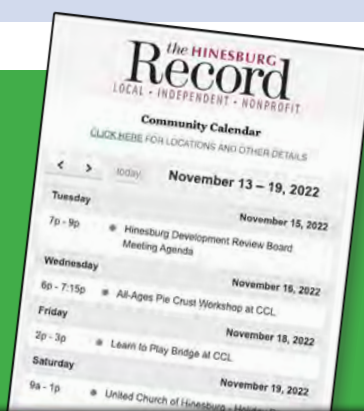 the HINESBURG
Record
LOCAL • INDEPENDENT • NONPROFIT
Community Calendar
CLICK HERE FOR LOCATIONS AND OTHER DETAILS
< > today November 13 – 19, 2022
Tuesday November 15, 2022
7p - 9p Hinesburg Development Review Board
Meeting Agenda
Wednesday November 16, 2022
6p - 7:15p All-Ages Pie Crust Workshop at CCL
Friday November 18, 2022
2p - 3p Learn to Play Bridge at CCL
Saturday November 19, 2022
9a - 1p United Church of Hinesburg - Holiday